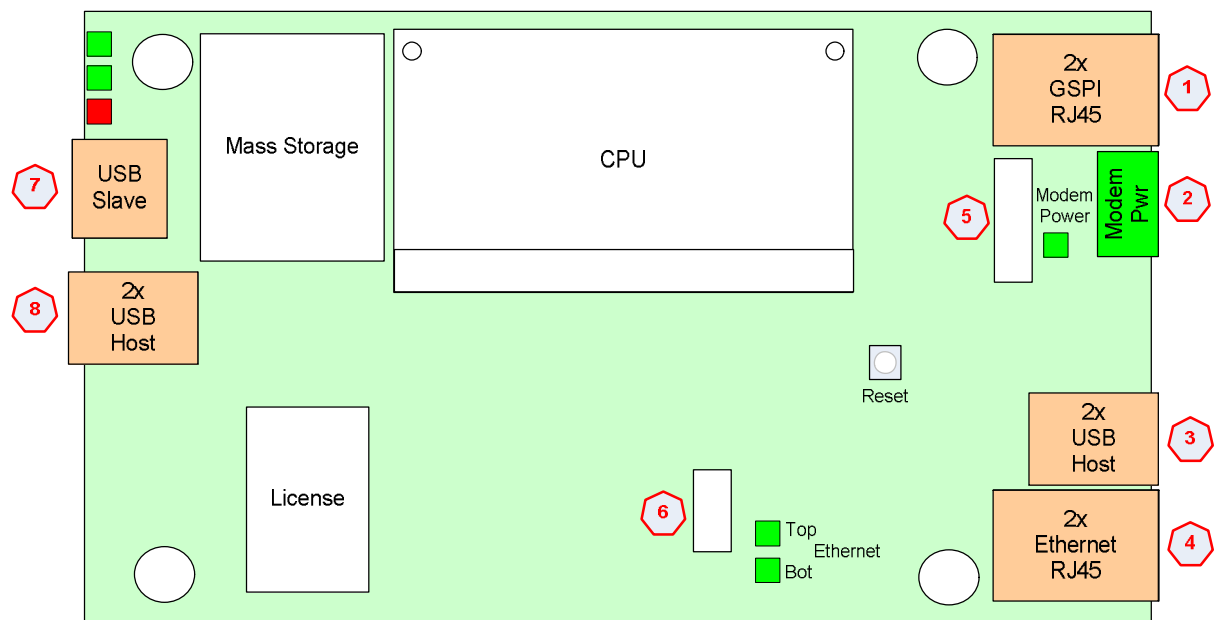 2x
GSPI
RJ45
1
Mass Storage
CPU
USB
Slave
7
Modem
Power
Modem
Pwr
2
5
2x
USB
Host
8
Reset
2x
USB
Host
3
License
6
Top
Ethernet
Bot
2x
Ethernet
RJ45
4